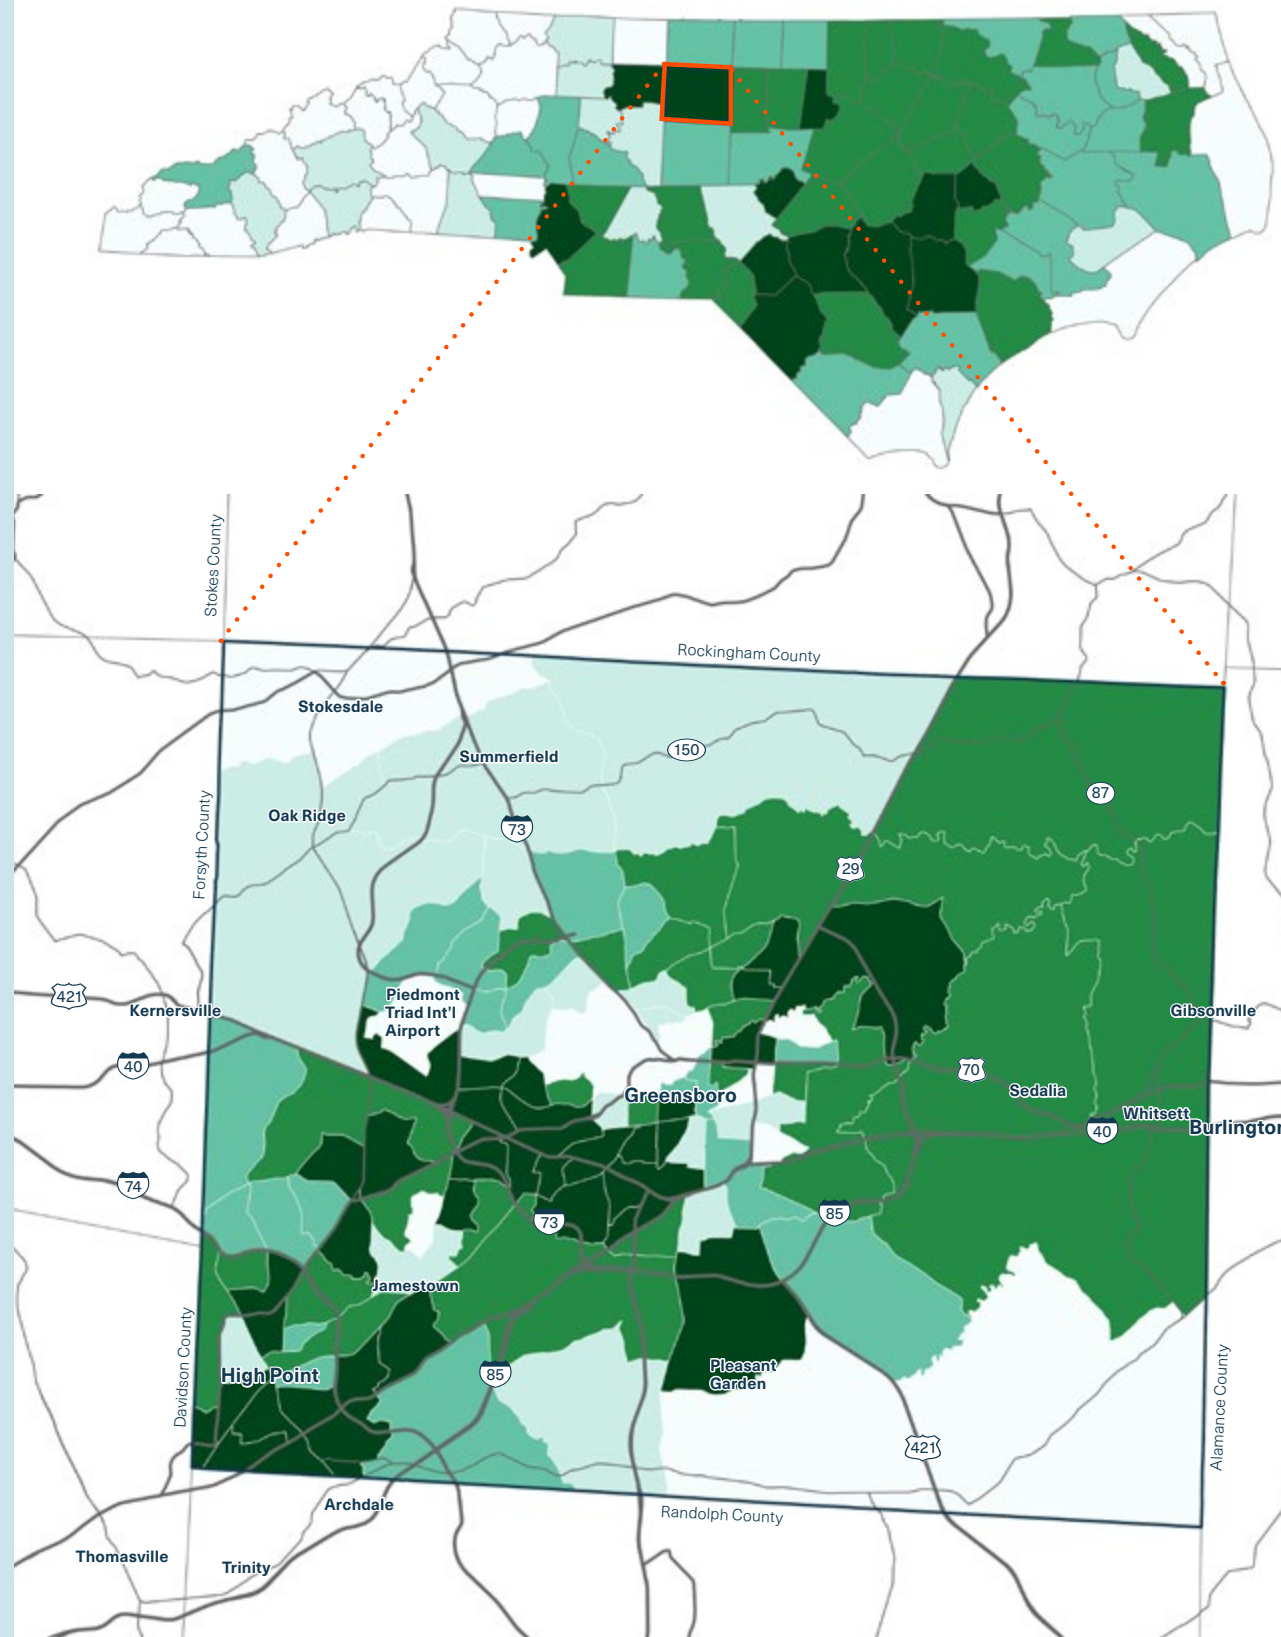 Stokes County
Rockingham County
Stokesdale
150
Summerfield
87
Oak Ridge
73
Forsyth County
29
421
Kernersville
Piedmont
Triad Int'l
Airport
Gibsonville
40
70
Sedalia
Greensboro
Whitsett
40
Burlington
74
73
85
Jamestown
High Point
85
Pleasant
Garden
Davidson County
Alamance County
421
Archdale
Randolph County
Thomasville
Trinity